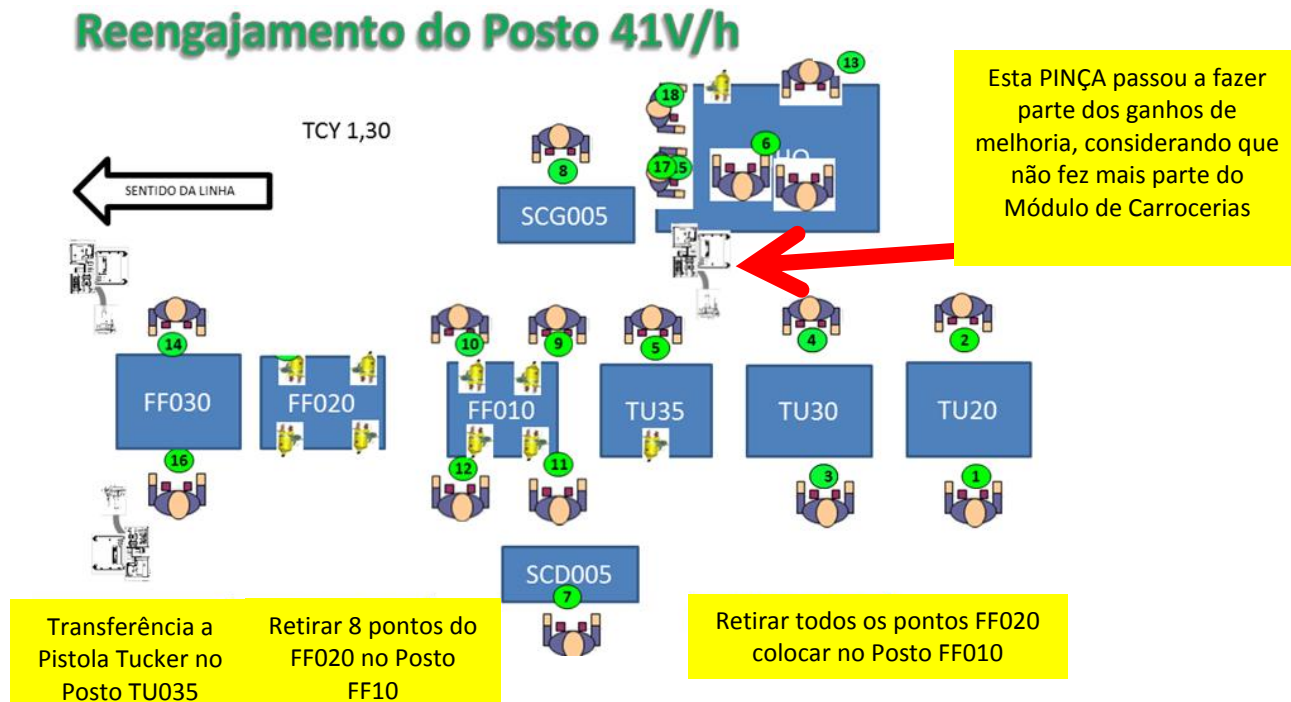 Reengajamento do Posto 41V/h
Esta PINÇA passou a fazer
parte dos ganhos de
melhoria, considerando que
não fez mais parte do
Módulo de Carrocerias
TCY 1,30
SENTIDO DA LINHA
13
18
6
17
15
8
SCG005
14
10
9
5
4
2
FF030
FF020
FF010
TU35
TU30
TU20
16
12
11
3
1
SCD005
7
Transferência a
Pistola Tucker no
Posto TU035
Retirar 8 pontos do
FF020 no Posto
FF10
Retirar todos os pontos FF020
colocar no Posto FF010